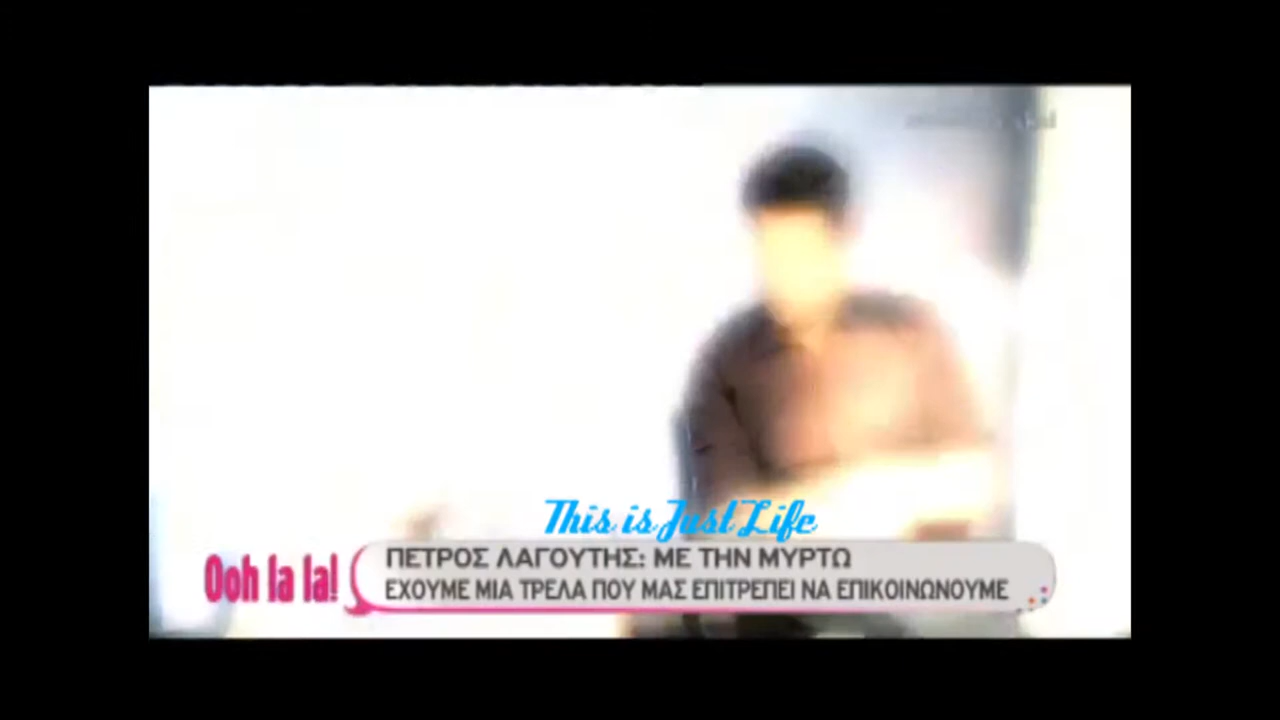 This is Just Life
Ooh la la!
ΠΕΤΡΟΣ ΛΑΓΟΥΤΗΣ: ΜΕ ΤΗΝ ΜΥΡΤΩ
ΕΧΟΥΜΕ ΜΙΑ ΤΡΕΛΑ ΠΟΥ ΜΑΣ ΕΠΙΤΡΕΠΕΙ ΝΑ ΕΠΙΚΟΙΝΩΝΟΥΜΕ